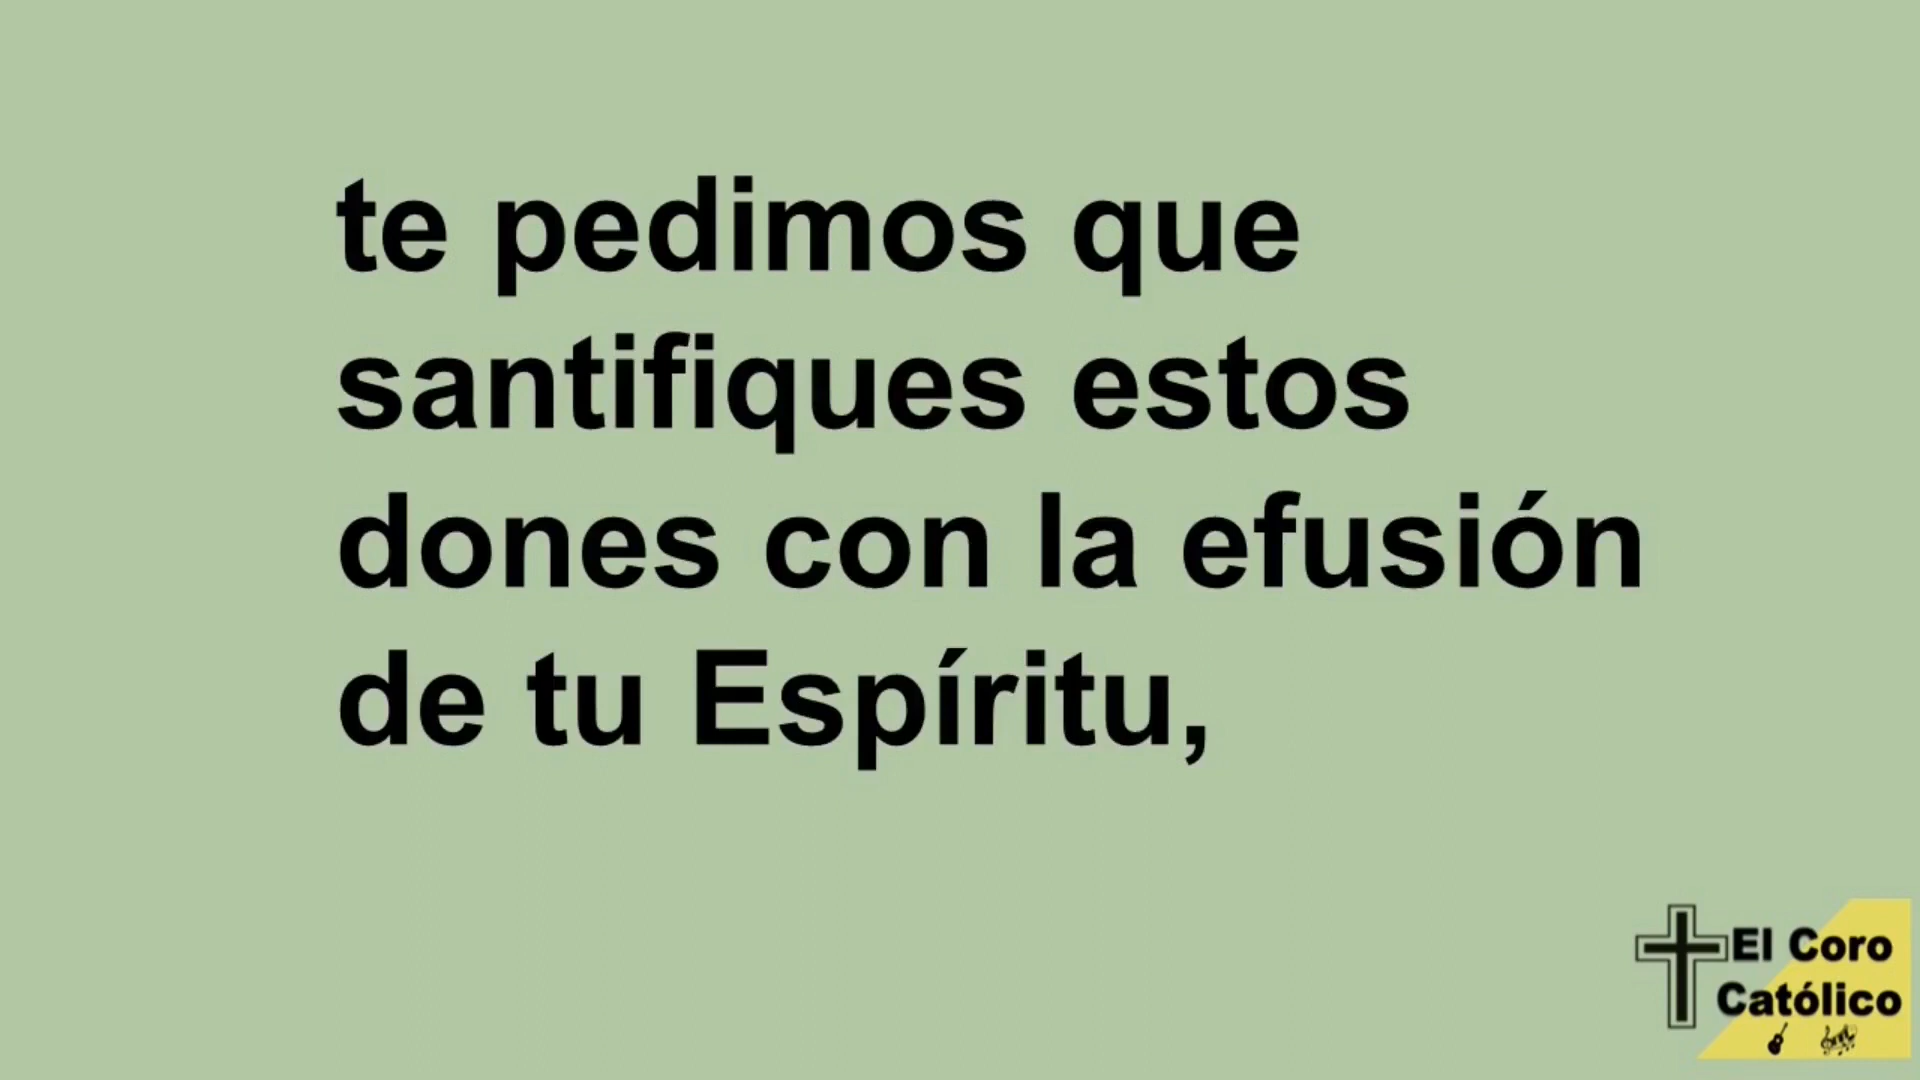 te pedimos que
santifiques estos
dones con la efusión
de tu Espíritu,
El Coro
Católico